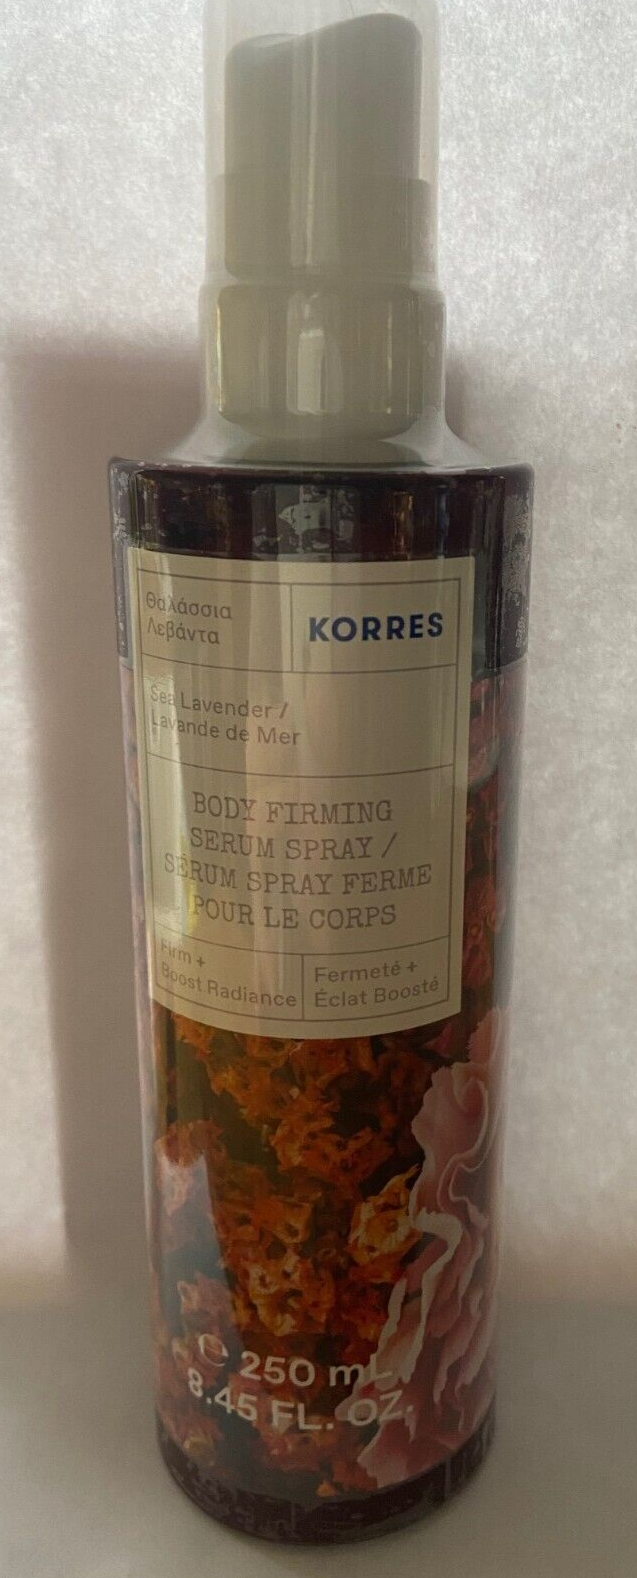 Θαλάσσια
Λεβάντα
KORRES
Sea Lavender /
Lavande de Mer
BODY FIRMING
SERUM SPRAY /
SÉRUM SPRAY FERME
POUR LE CORPS
Firm +
Boost Radiance
Fermeté +
Éclat Boosté
℮ 250 mL
8.45 FL. OZ.